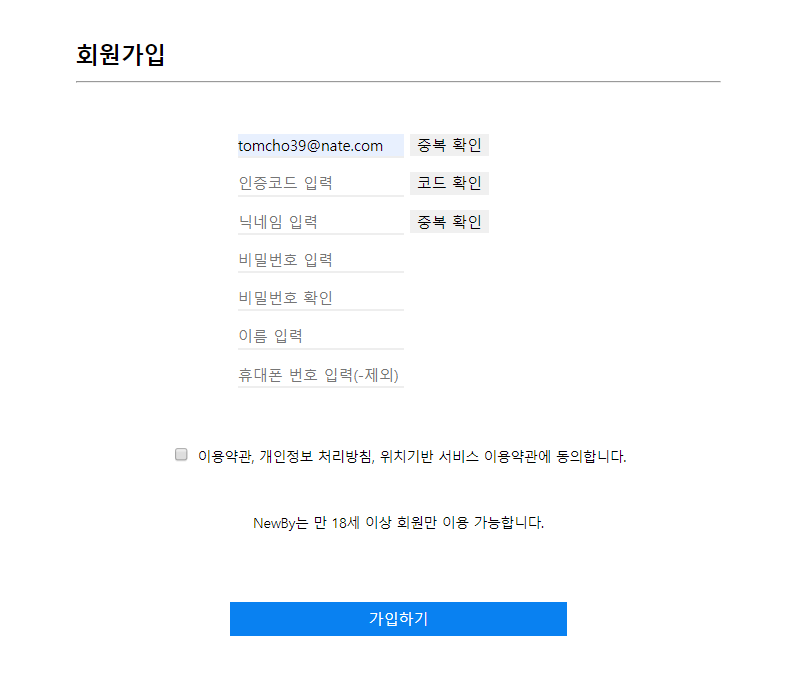 회원가입
tomcho39@nate.com 중복 확인
인증코드 입력 코드 확인
닉네임 입력 중복 확인
비밀번호 입력
비밀번호 확인
이름 입력
휴대폰 번호 입력(-제외)
이용약관, 개인정보 처리방침, 위치기반 서비스 이용약관에 동의합니다.
NewBy는 만 18세 이상 회원만 이용 가능합니다.
가입하기